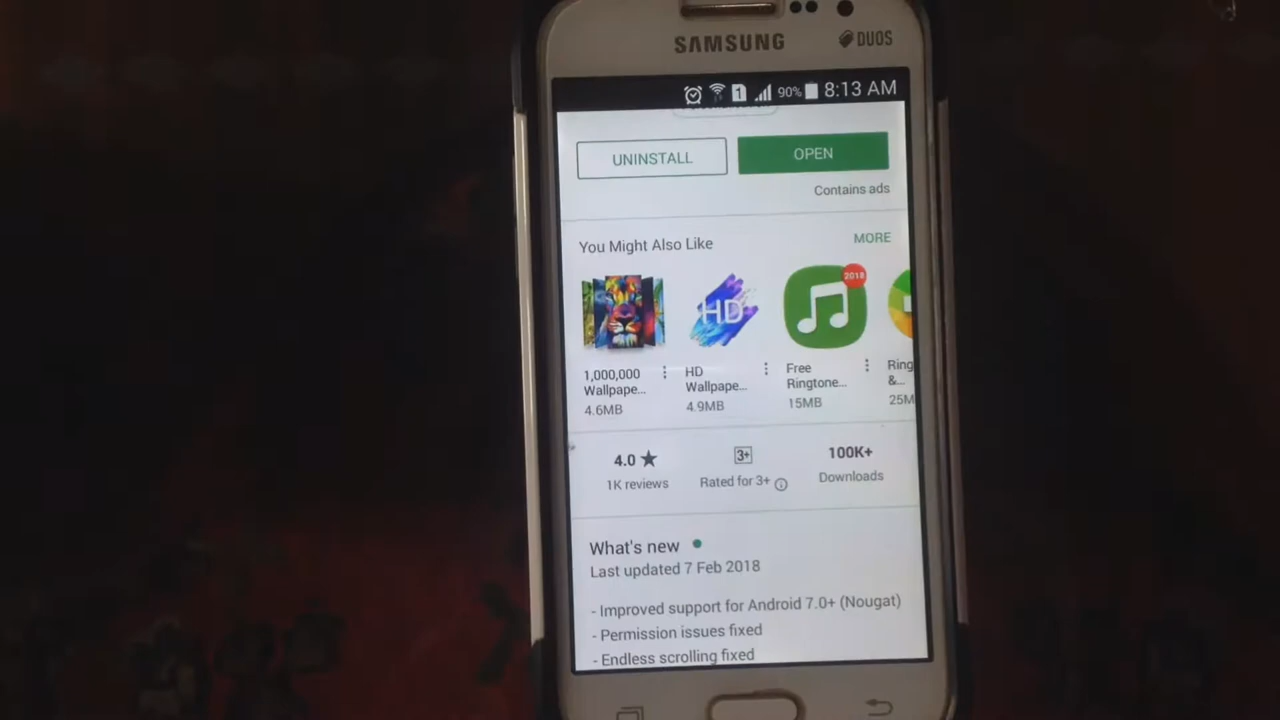 SAMSUNG
DUOS
1
90%
8:13 AM
UNINSTALL
OPEN
Contains ads
You Might Also Like
MORE
HD
2018
1,000,000
Wallpape...
4.6MB
HD
Wallpape...
4.9MB
Free
Ringtone...
15MB
Ring
&...
25M
4.0 ★
1K reviews
3+
Rated for 3+
100K+
Downloads
What's new
Last updated 7 Feb 2018
- Improved support for Android 7.0+ (Nougat)
- Permission issues fixed
- Endless scrolling fixed